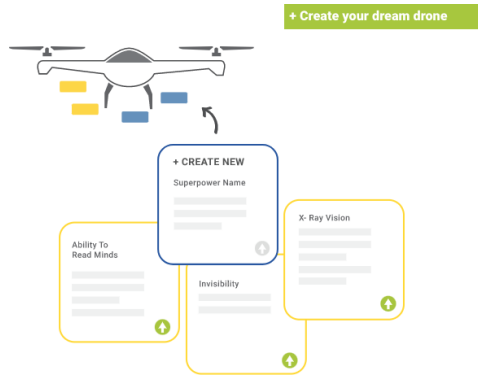 + Create your dream drone
+ CREATE NEW
Superpower Name
X- Ray Vision
Ability To
Read Minds
Invisibility